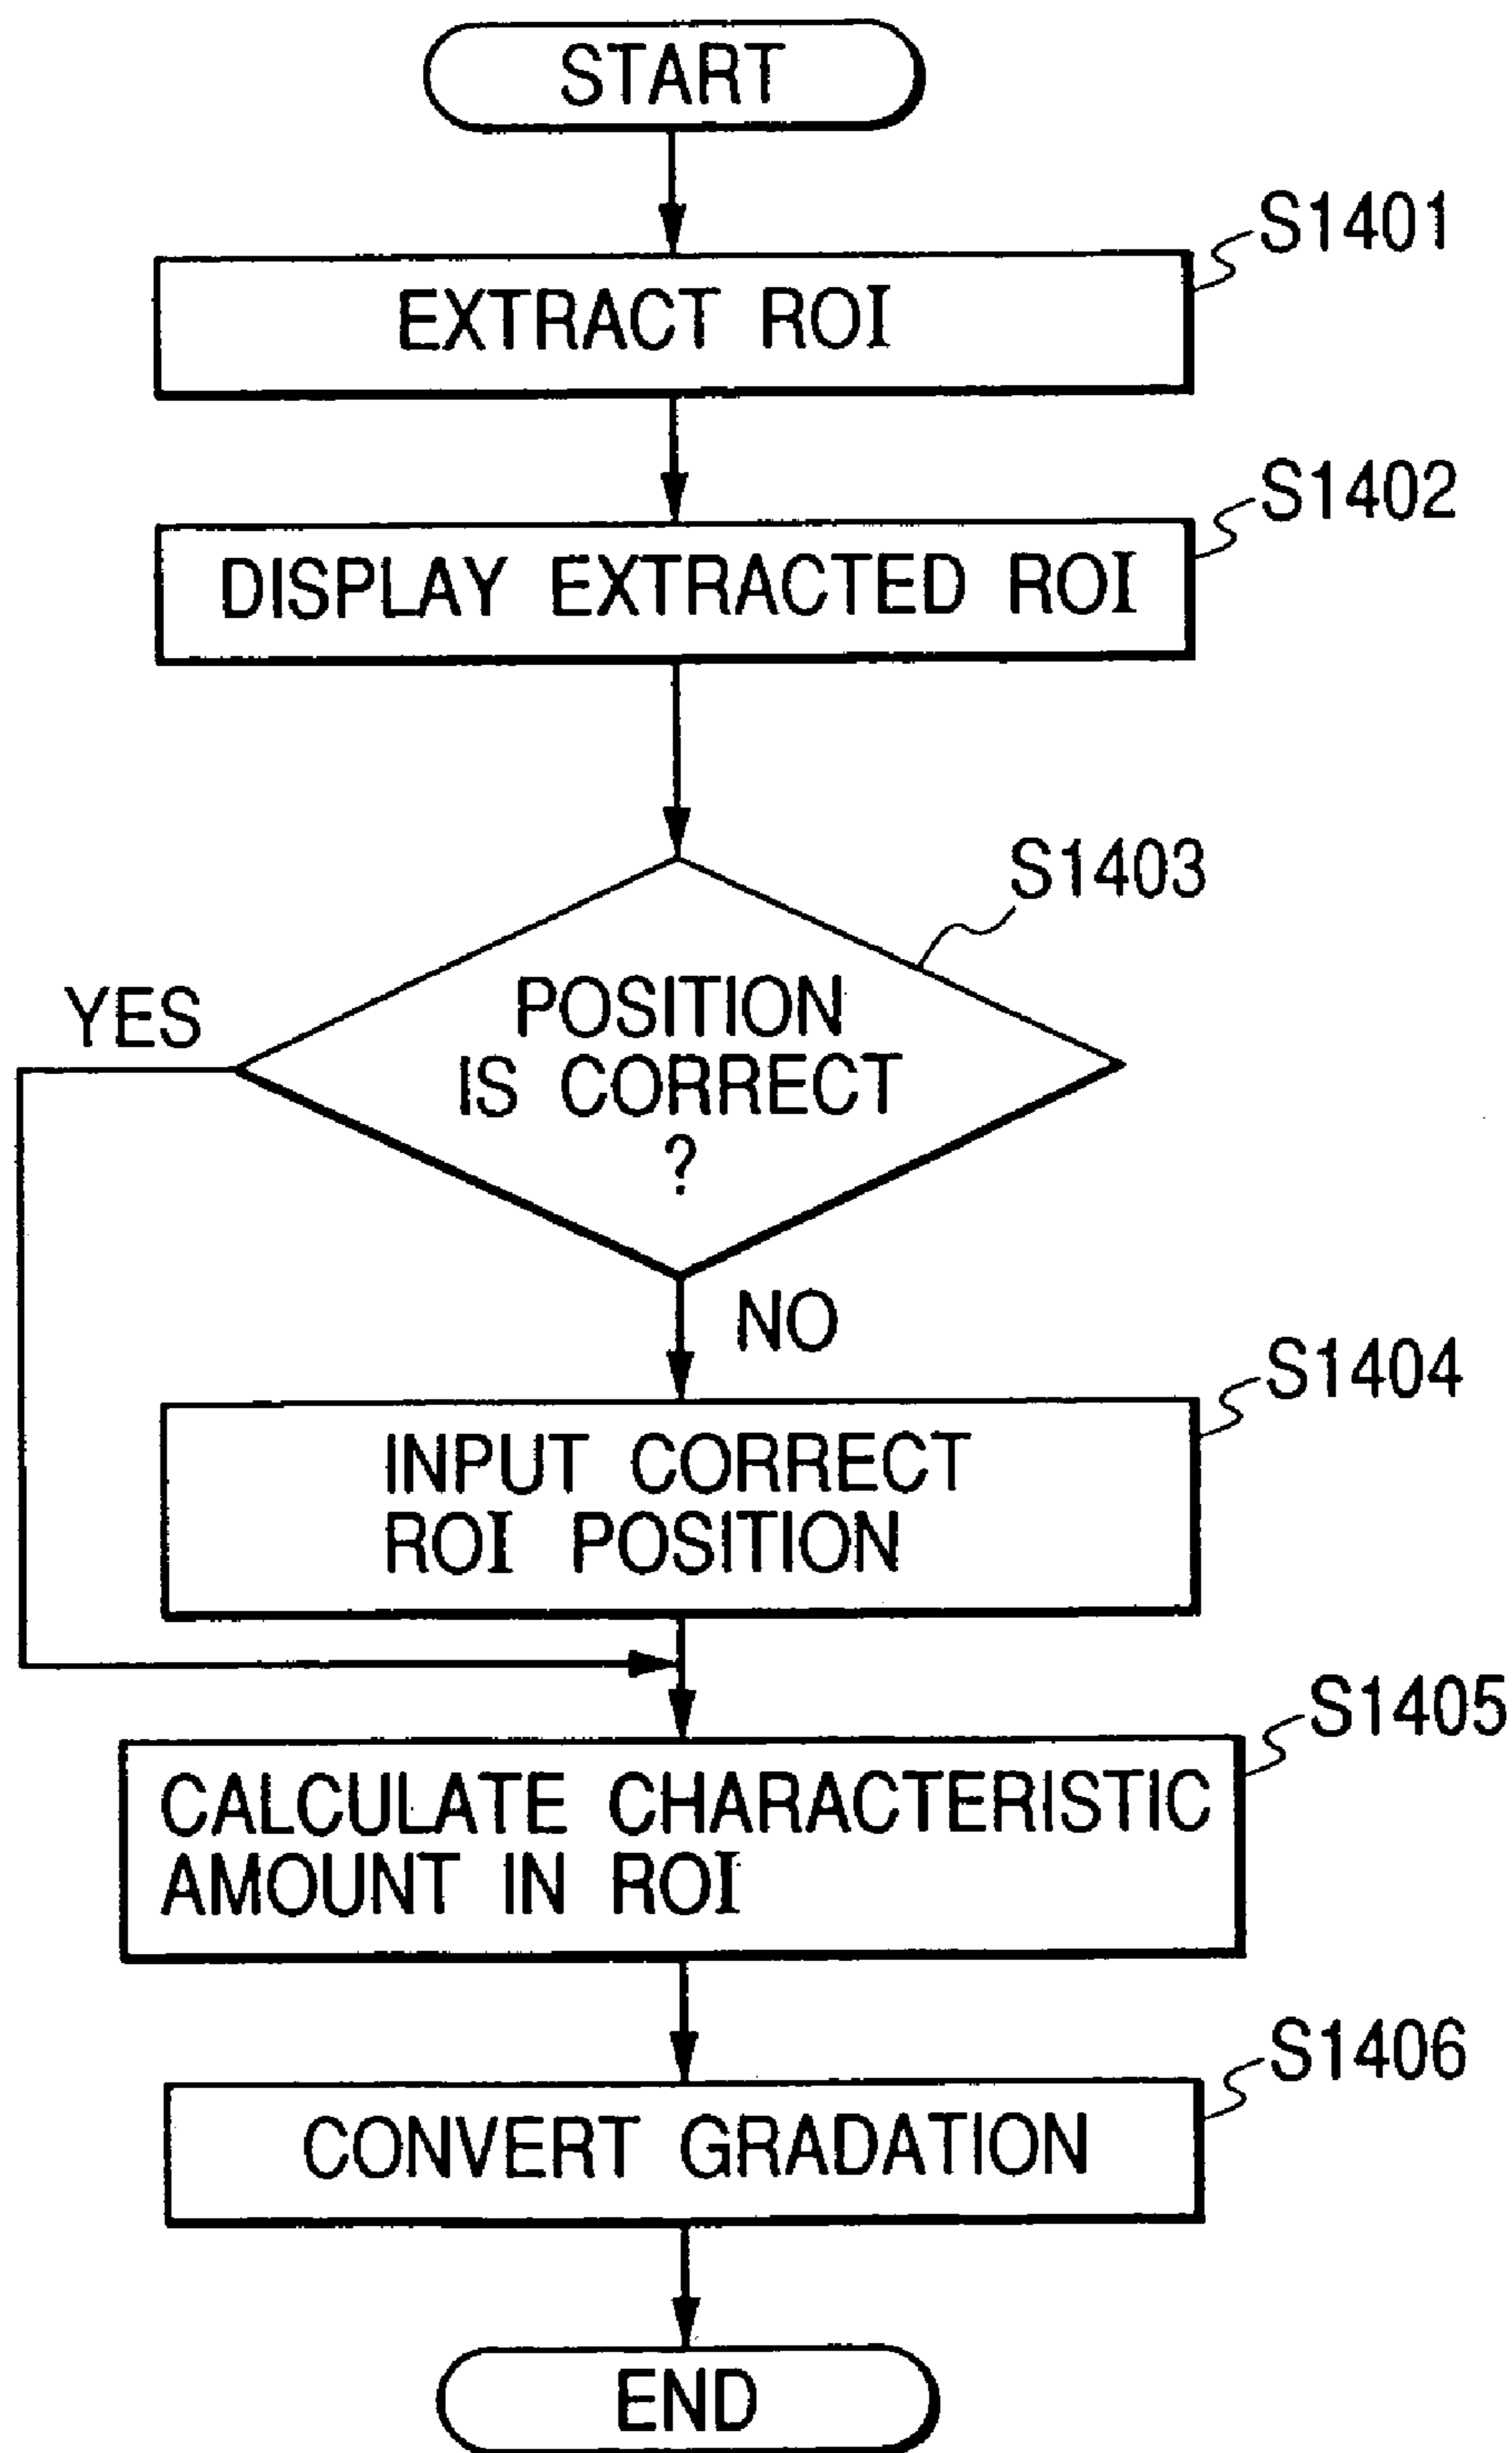 START
S1401
EXTRACT ROI
S1402
DISPLAY EXTRACTED ROI
S1403
YES
POSITION
IS CORRECT
?
NO
S1404
INPUT CORRECT
ROI POSITION
S1405
CALCULATE CHARACTERISTIC
AMOUNT IN ROI
S1406
CONVERT GRADATION
END